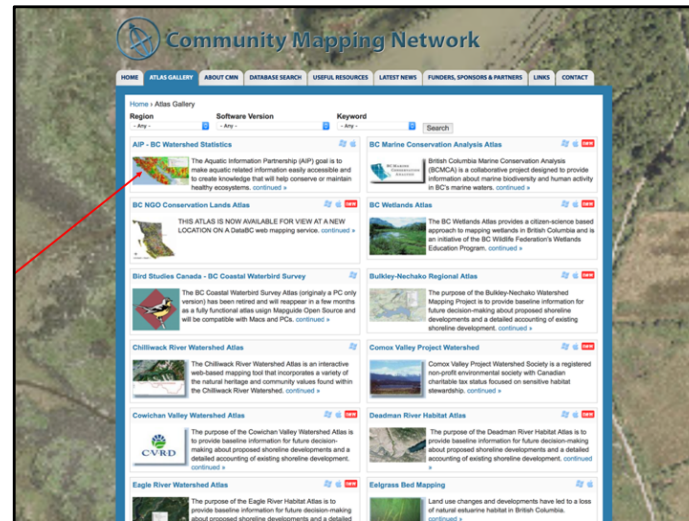 Community Mapping Network
HOME ATLAS GALLERY ABOUT CMN DATABASE SEARCH USEFUL RESOURCES LATEST NEWS FUNDERS, SPONSORS & PARTNERS LINKS CONTACT
Home › Atlas Gallery
Region Software Version Keyword
- Any - - Any - - Any - Search
AIP - BC Watershed Statistics
The Aquatic Information Partnership (AIP) goal is to
make aquatic related information easily accessible and
to create knowledge that will help conserve or maintain
healthy ecosystems. continued »
BC Marine Conservation Analysis Atlas
new
BC MARINE
CONSERVATION
ANALYSIS
British Columbia Marine Conservation Analysis
(BCMCA) is a collaborative project designed to provide
information about marine biodiversity and human activity
in BC's marine waters. continued »
BC NGO Conservation Lands Atlas
new
THIS ATLAS IS NOW AVAILABLE FOR VIEW AT A NEW
LOCATION ON A DataBC web mapping service. continued »
BC Wetlands Atlas
new
The BC Wetlands Atlas provides a citizen-science based
approach to mapping wetlands in British Columbia and is
an initiative of the BC Wildlife Federation's Wetlands
Education Program. continued »
Bird Studies Canada - BC Coastal Waterbird Survey
The BC Coastal Waterbird Survey Atlas (originaly a PC only
version) has been retired and will reappear in a few months
as a fully functional atlas usign Mapguide Open Source and
will be compatible with Macs and PCs. continued »
Bulkley-Nechako Regional Atlas
new
The purpose of the Bulkley-Nechako Watershed
Mapping Project is to provide baseline information for
future decision-making about proposed shoreline
developments and a detailed accounting of existing
shoreline development. continued »
Chilliwack River Watershed Atlas
The Chilliwack River Watershed Atlas is an interactive
web-based mapping tool that incorporates a variety of
the natural heritage and community values found within
the Chilliwack River Watershed. continued »
Comox Valley Project Watershed
new
Comox Valley Project Watershed Society is a registered
non-profit environmental society with Canadian
charitable tax status focused on sensitive habitat
stewardship. continued »
Cowichan Valley Watershed Atlas
new
CVRD
The purpose of the Cowichan Valley Watershed Atlas is
to provide baseline information for future decision-
making about proposed shoreline developments and a
detailed accounting of existing shoreline development.
continued »
Deadman River Habitat Atlas
new
The purpose of the Deadman River Habitat Atlas is to
provide baseline information for future decision-making
about proposed shoreline developments and a detailed
accounting of existing shoreline development. continued
»
Eagle River Watershed Atlas
new
The purpose of the Eagle River Habitat Atlas is to
provide baseline information for future decision-making
about proposed shoreline developments and a detailed
Eelgrass Bed Mapping
Land use changes and developments have led to a loss
of natural estuarine habitat in British Columbia.
continued »